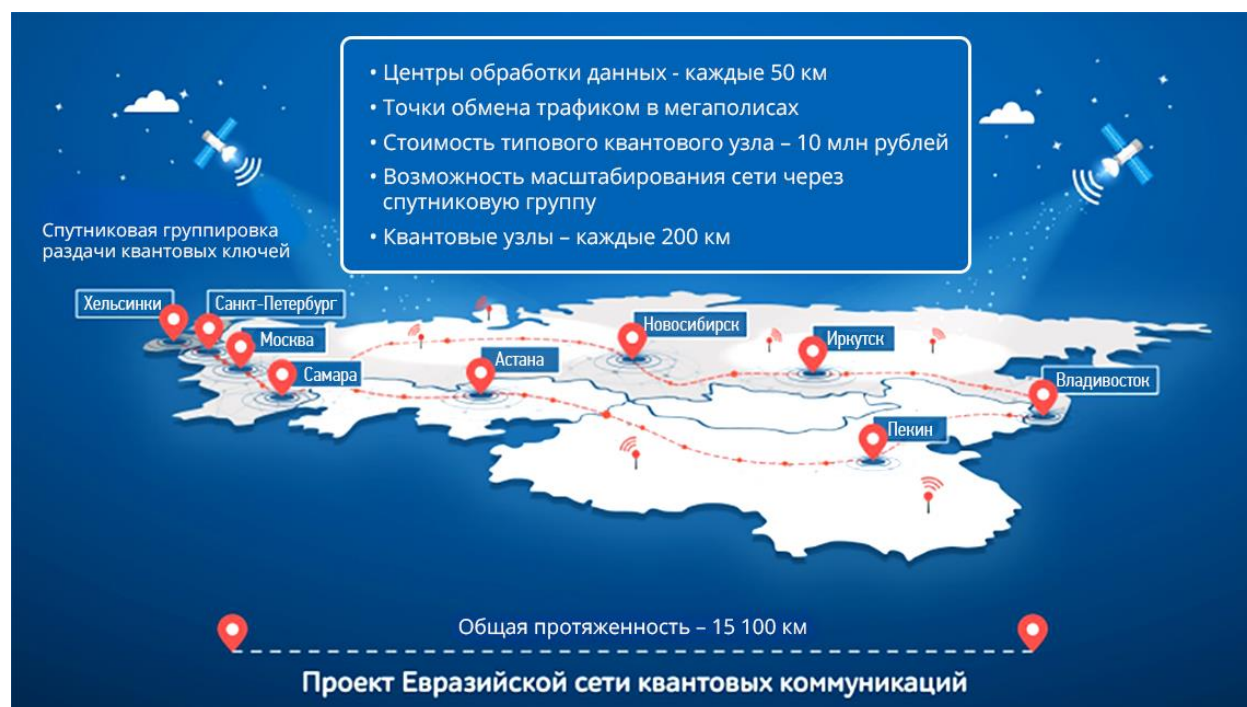 • Центры обработки данных - каждые 50 км
• Точки обмена трафиком в мегаполисах
• Стоимость типового квантового узла – 10 млн рублей
• Возможность масштабирования сети через
спутниковую группу
• Квантовые узлы – каждые 200 км
Спутниковая группировка
раздачи квантовых ключей
Хельсинки
Санкт-Петербург
Москва
Самара
Астана
Новосибирск
Иркутск
Владивосток
Пекин
Общая протяженность – 15 100 км
Проект Евразийской сети квантовых коммуникаций